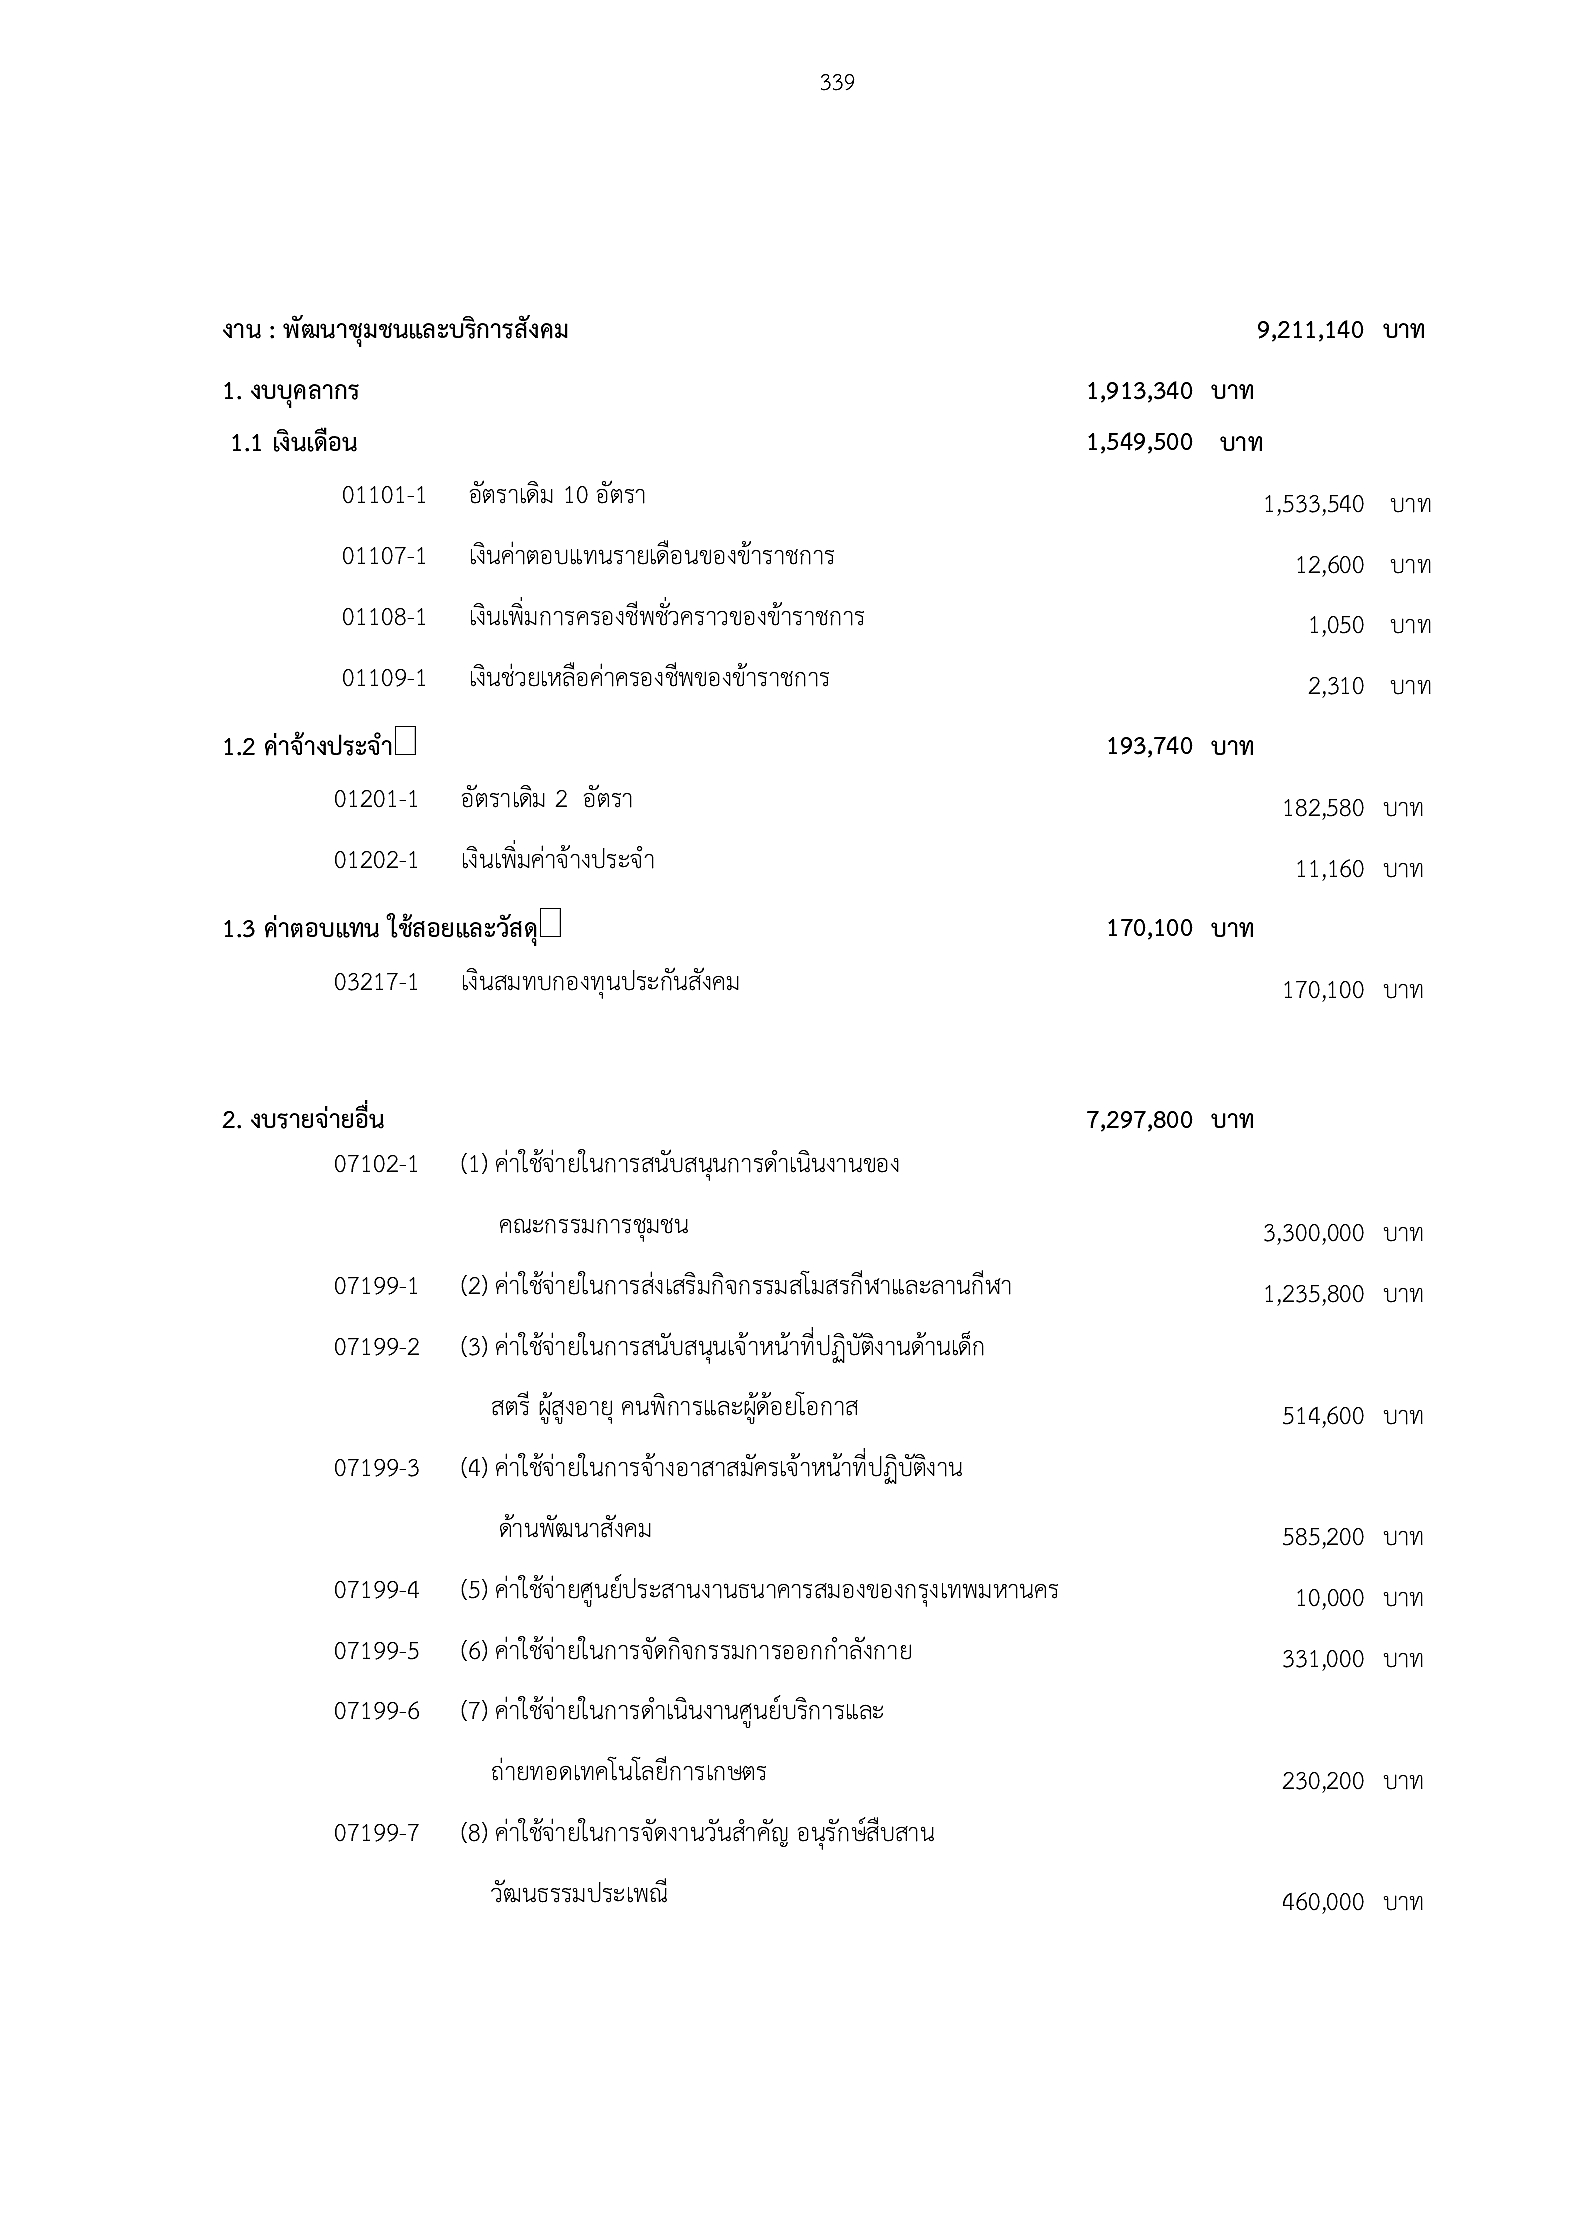 339
งาน : พัฒนาชุมชนและบริการสังคม 9,211,140 บาท
1. งบบุคลากร 1,913,340 บาท
1.1 เงินเดือน 1,549,500 บาท
01101-1 อัตราเดิม 10 อัตรา 1,533,540 บาท
01107-1 เงินค่าตอบแทนรายเดือนของข้าราชการ 12,600 บาท
01108-1 เงินเพิ่มการครองชีพชั่วคราวของข้าราชการ 1,050 บาท
01109-1 เงินช่วยเหลือค่าครองชีพของข้าราชการ 2,310 บาท
1.2 ค่าจ้างประจำ 193,740 บาท
01201-1 อัตราเดิม 2 อัตรา 182,580 บาท
01202-1 เงินเพิ่มค่าจ้างประจำ 11,160 บาท
1.3 ค่าตอบแทน ใช้สอยและวัสดุ 170,100 บาท
03217-1 เงินสมทบกองทุนประกันสังคม 170,100 บาท
2. งบรายจ่ายอื่น 7,297,800 บาท
07102-1 (1) ค่าใช้จ่ายในการสนับสนุนการดำเนินงานของ
คณะกรรมการชุมชน 3,300,000 บาท
07199-1 (2) ค่าใช้จ่ายในการส่งเสริมกิจกรรมสโมสรกีฬาและลานกีฬา 1,235,800 บาท
07199-2 (3) ค่าใช้จ่ายในการสนับสนุนเจ้าหน้าที่ปฏิบัติงานด้านเด็ก
สตรี ผู้สูงอายุ คนพิการและผู้ด้อยโอกาส 514,600 บาท
07199-3 (4) ค่าใช้จ่ายในการจ้างอาสาสมัครเจ้าหน้าที่ปฏิบัติงาน
ด้านพัฒนาสังคม 585,200 บาท
07199-4 (5) ค่าใช้จ่ายศูนย์ประสานงานธนาคารสมองของกรุงเทพมหานคร 10,000 บาท
07199-5 (6) ค่าใช้จ่ายในการจัดกิจกรรมการออกกำลังกาย 331,000 บาท
07199-6 (7) ค่าใช้จ่ายในการดำเนินงานศูนย์บริการและ
ถ่ายทอดเทคโนโลยีการเกษตร 230,200 บาท
07199-7 (8) ค่าใช้จ่ายในการจัดงานวันสำคัญ อนุรักษ์สืบสาน
วัฒนธรรมประเพณี 460,000 บาท